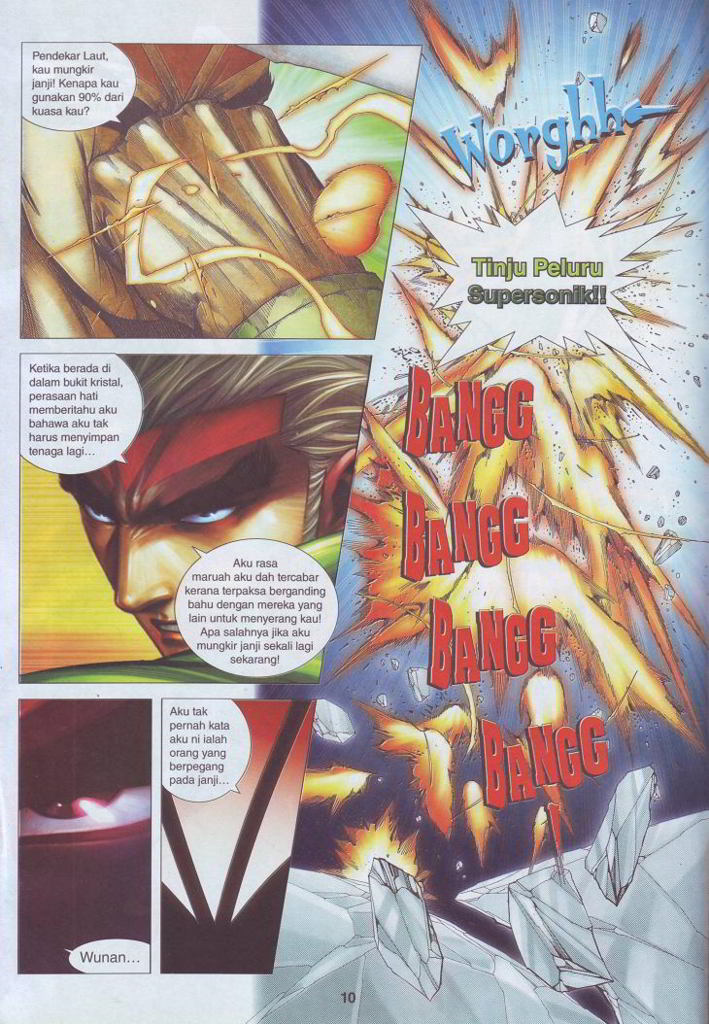 Pendekar Laut,
kau mungkir
janji! Kenapa kau
gunakan 90% dari
kuasa kau?
Worghh
Tinju Peluru
Supersonik!!
Ketika berada di
dalam bukit kristal,
perasaan hati
memberitahu aku
bahawa aku tak
harus menyimpan
tenaga lagi...
Aku rasa
maruah aku dah tercabar
kerana terpaksa berganding
bahu dengan mereka yang
lain untuk menyerang kau!
Apa salahnya jika aku
mungkir janji sekali lagi
sekarang!
BANGG
BANGG
BANGG
BANGG
Wunan...
Aku tak
pernah kata
aku ni ialah
orang yang
berpegang
pada janji...
10